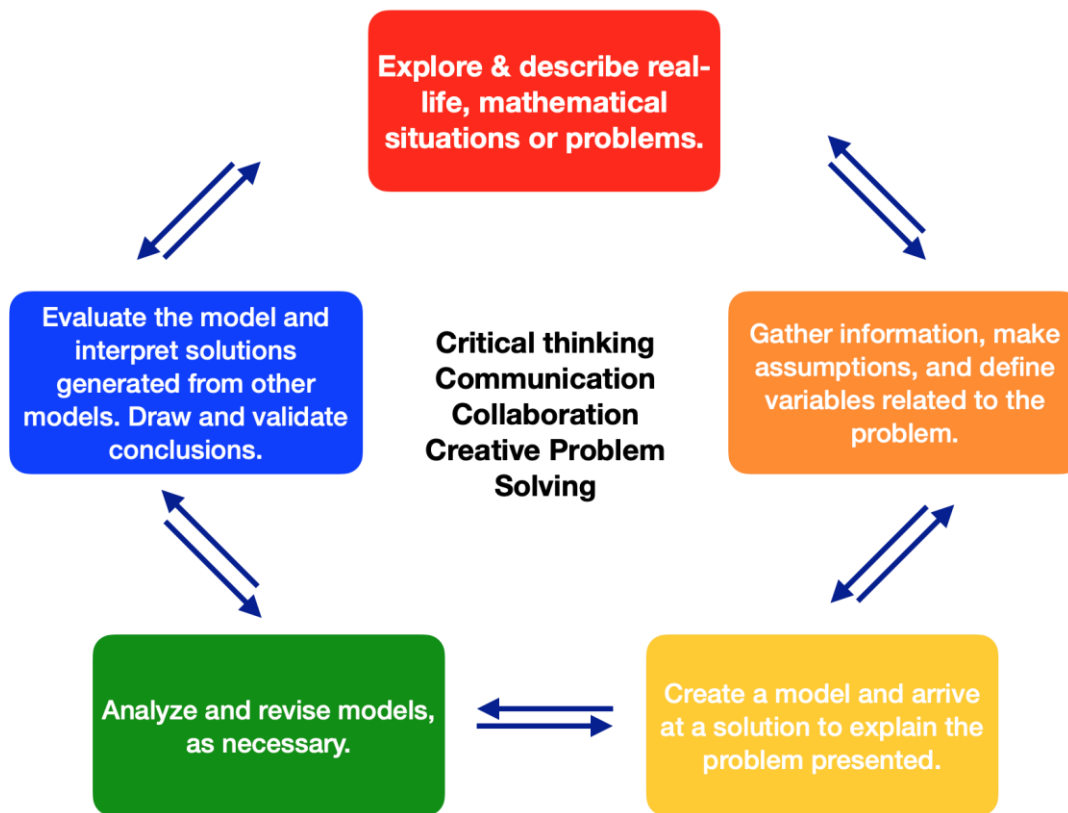 Explore & describe real-
life, mathematical
situations or problems.
Evaluate the model and
interpret solutions
generated from other
models. Draw and validate
conclusions.
Critical thinking
Communication
Collaboration
Creative Problem
Solving
Gather information, make
assumptions, and define
variables related to the
problem.
Analyze and revise models,
as necessary.
Create a model and arrive
at a solution to explain the
problem presented.